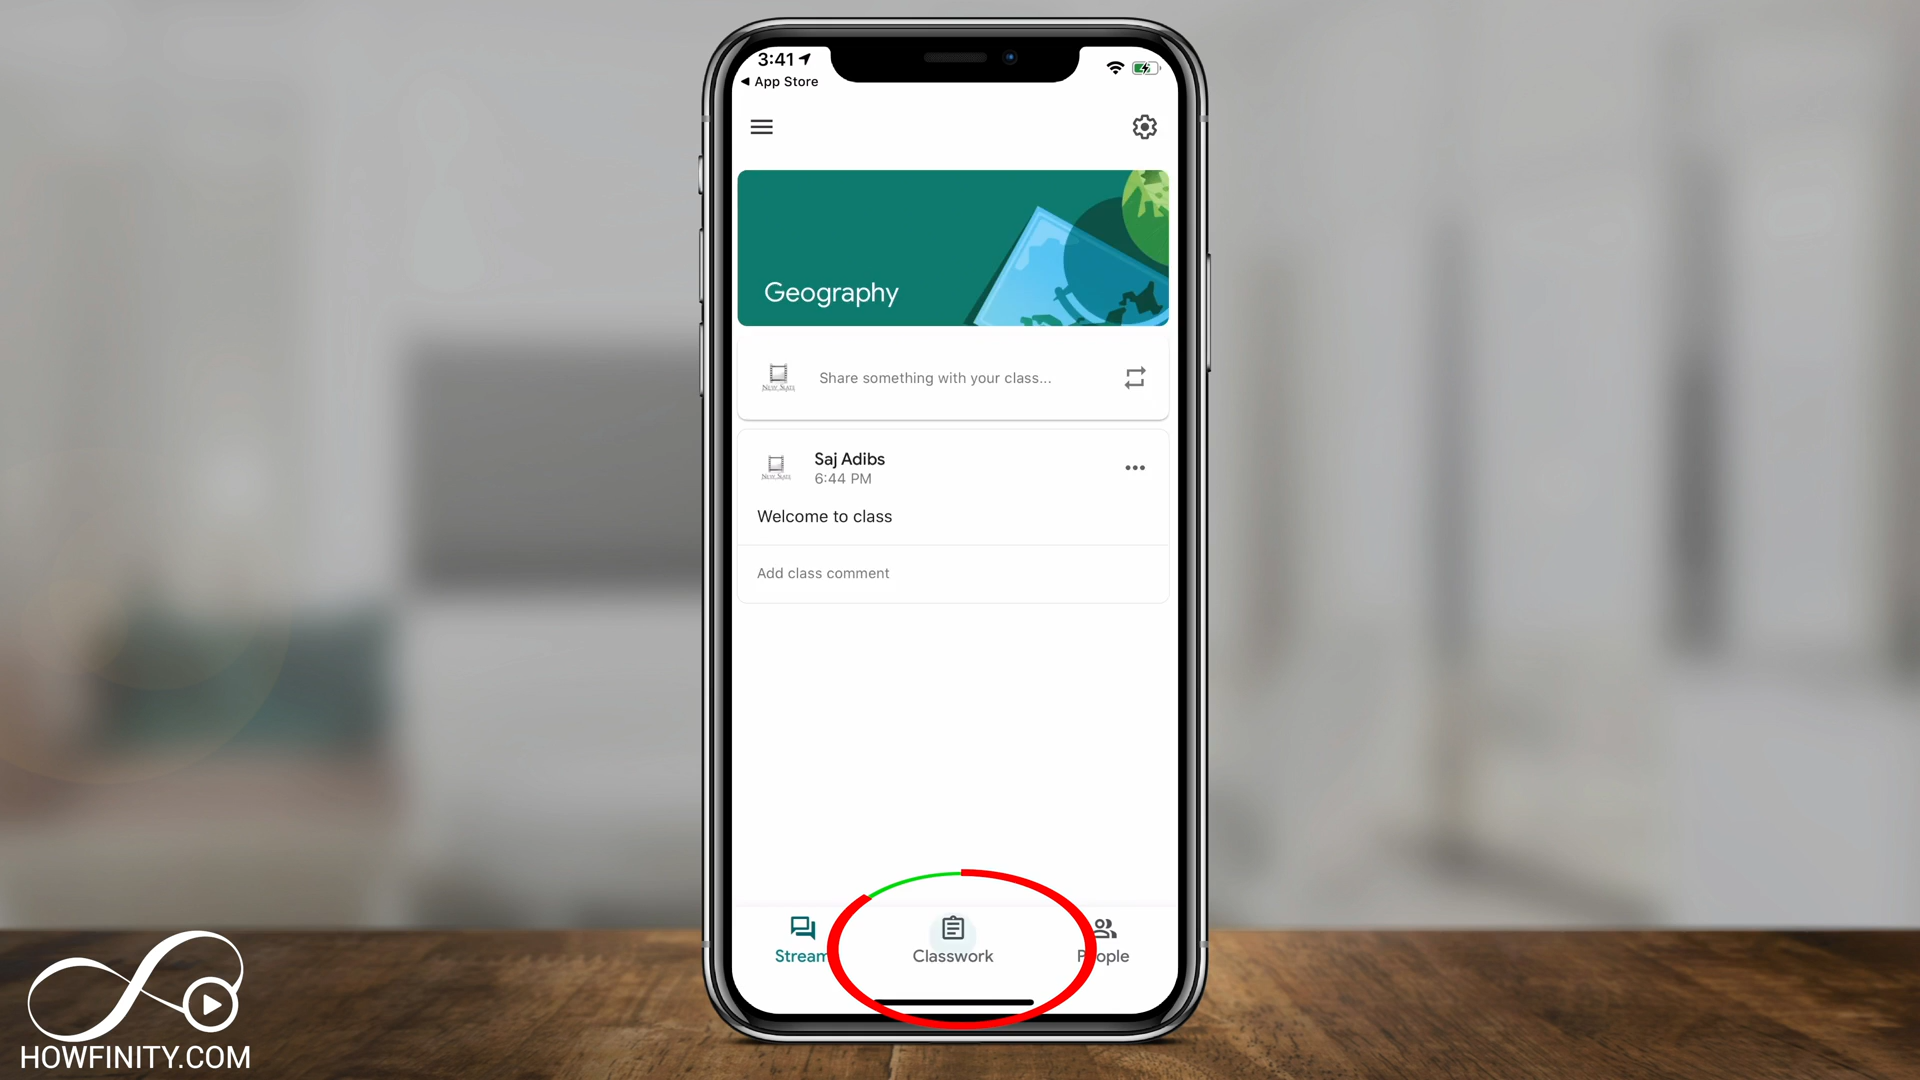 3:41
App Store
Geography
Share something with your class...
Saj Adibs
6:44 PM
Welcome to class
Add class comment
Stream
Classwork
People
HOWFINITY.COM